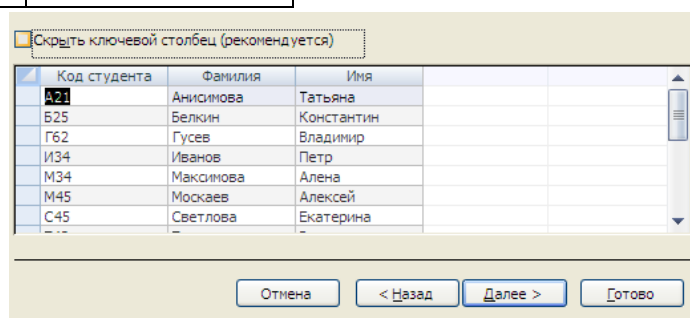 Скрыть ключевой столбец (рекомендуется)
Код студента Фамилия Имя
А21 Анисимова Татьяна
Б25 Белкин Константин
Г62 Гусев Владимир
И34 Иванов Петр
М34 Максимова Алена
М45 Москаев Алексей
С45 Светлова Екатерина
Отмена < Назад Далее > Готово